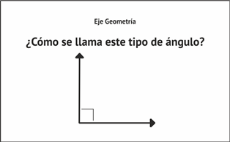 Eje Geometría
¿Cómo se llama este tipo de ángulo?